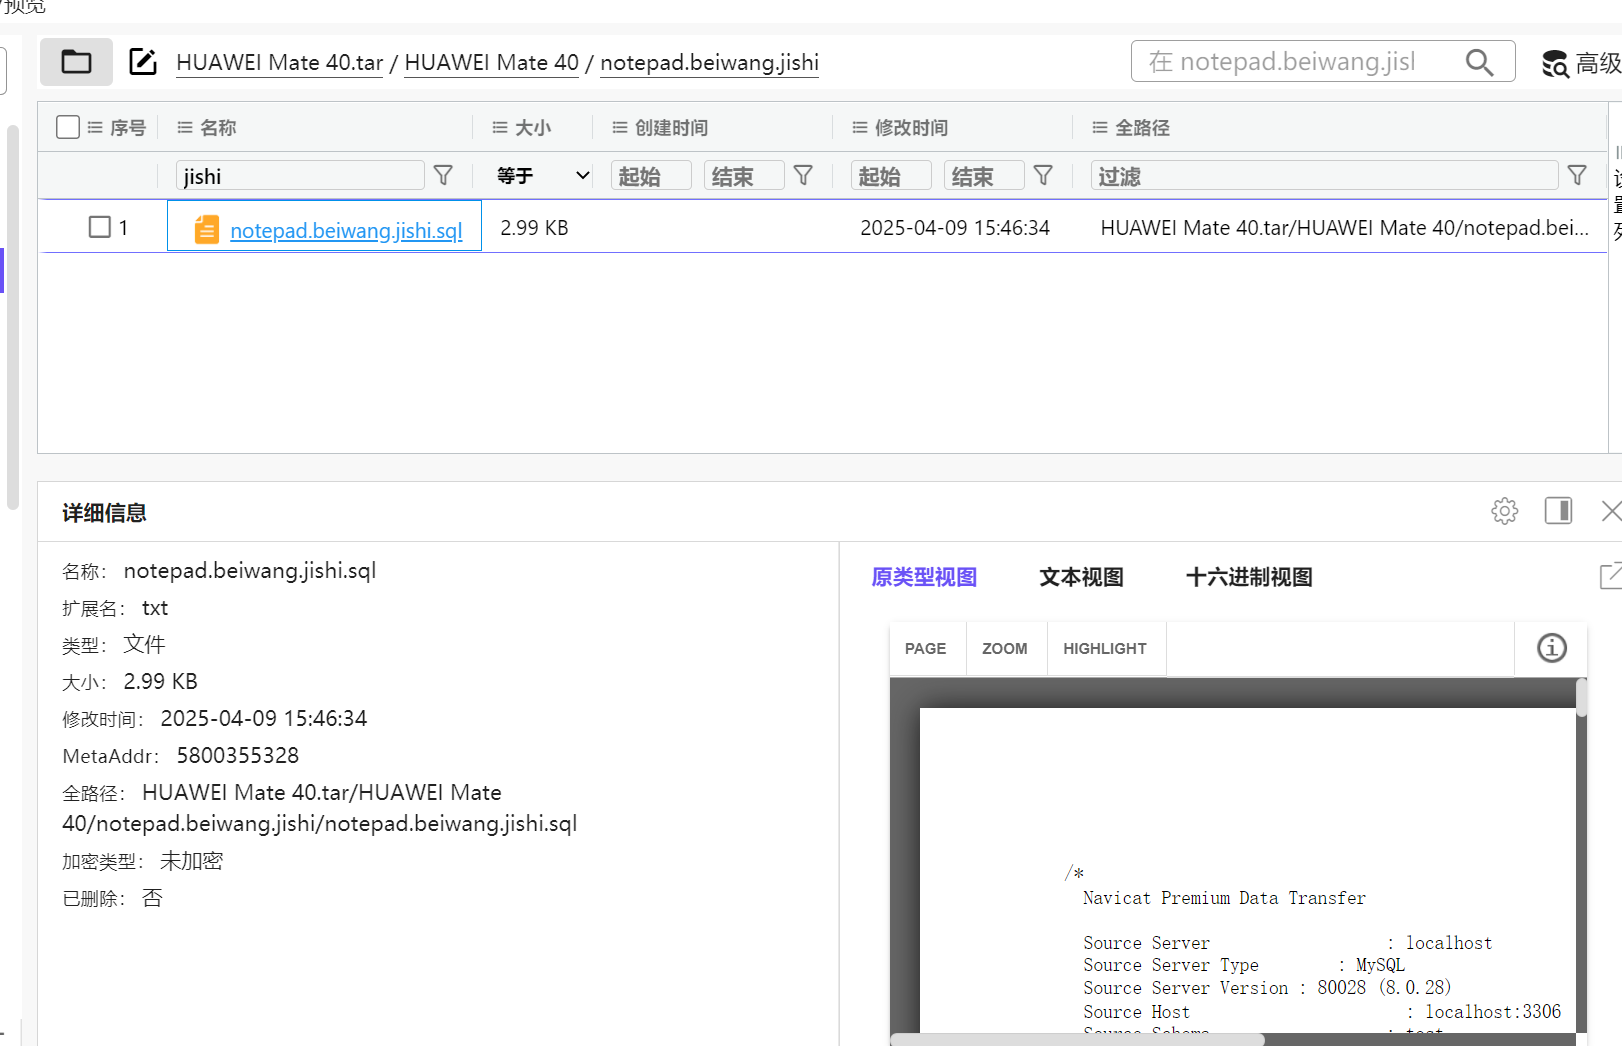 预览
HUAWEI Mate 40.tar / HUAWEI Mate 40 / notepad.beiwang.jishi
在 notepad.beiwang.jisl
高级
序号 名称 大小 创建时间 修改时间 全路径
jishi 等于 起始 结束 起始 结束 过滤
1 notepad.beiwang.jishi.sql 2.99 KB 2025-04-09 15:46:34 HUAWEI Mate 40.tar/HUAWEI Mate 40/notepad.bei...
详细信息
名称： notepad.beiwang.jishi.sql
扩展名： txt
类型： 文件
大小： 2.99 KB
修改时间： 2025-04-09 15:46:34
MetaAddr： 5800355328
全路径： HUAWEI Mate 40.tar/HUAWEI Mate
40/notepad.beiwang.jishi/notepad.beiwang.jishi.sql
加密类型： 未加密
已删除： 否
原类型视图 文本视图 十六进制视图
PAGE ZOOM HIGHLIGHT
/*
Navicat Premium Data Transfer
Source Server : localhost
Source Server Type : MySQL
Source Server Version : 80028 (8.0.28)
Source Host : localhost:3306
Source Schema : test